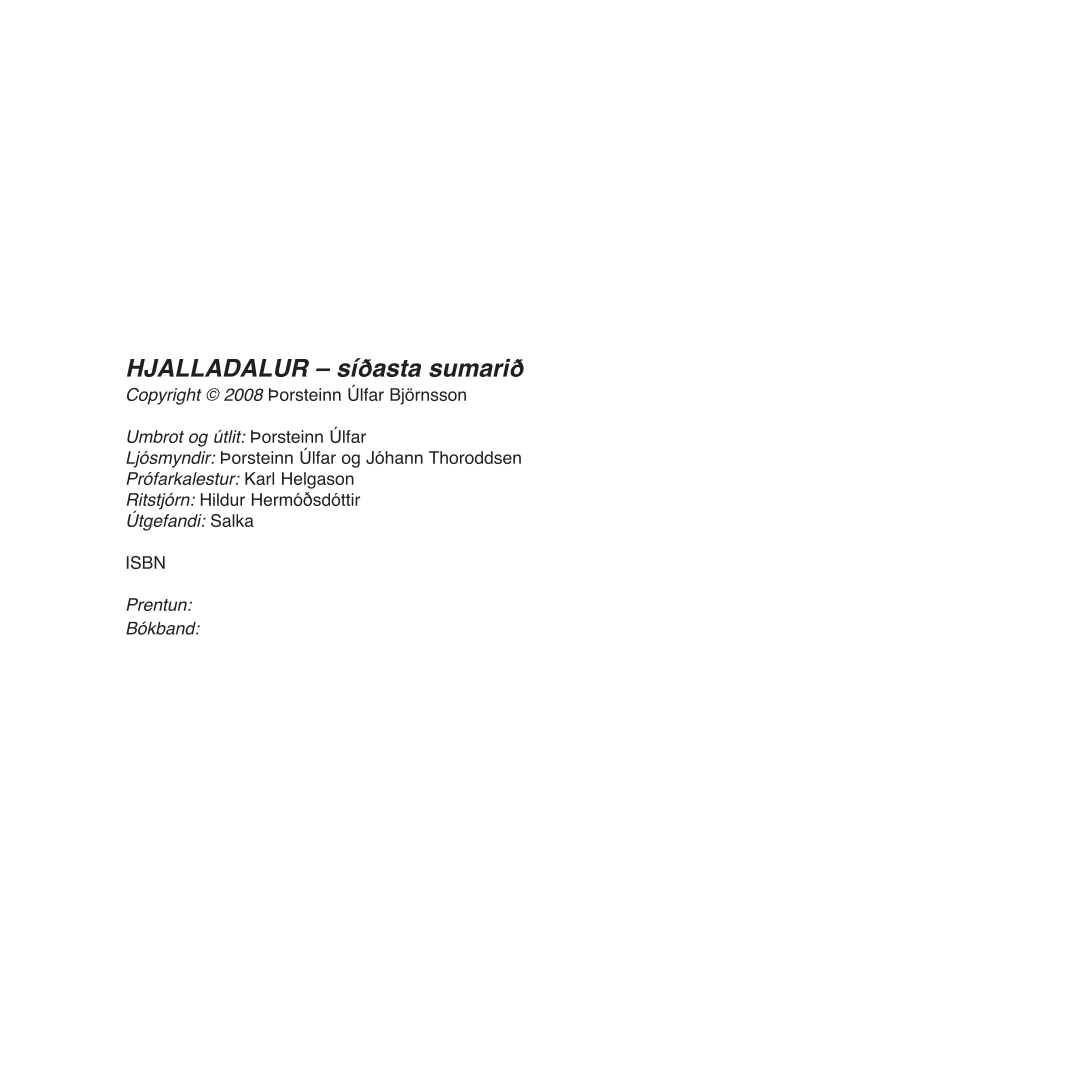 HJALLADALUR – síðasta sumarið
Copyright © 2008 Þorsteinn Úlfar Björnsson
Umbrot og útlit: Þorsteinn Úlfar
Ljósmyndir: Þorsteinn Úlfar og Jóhann Thoroddsen
Prófarkalestur: Karl Helgason
Ritstjórn: Hildur Hermóðsdóttir
Útgefandi: Salka
ISBN
Prentun:
Bókband: